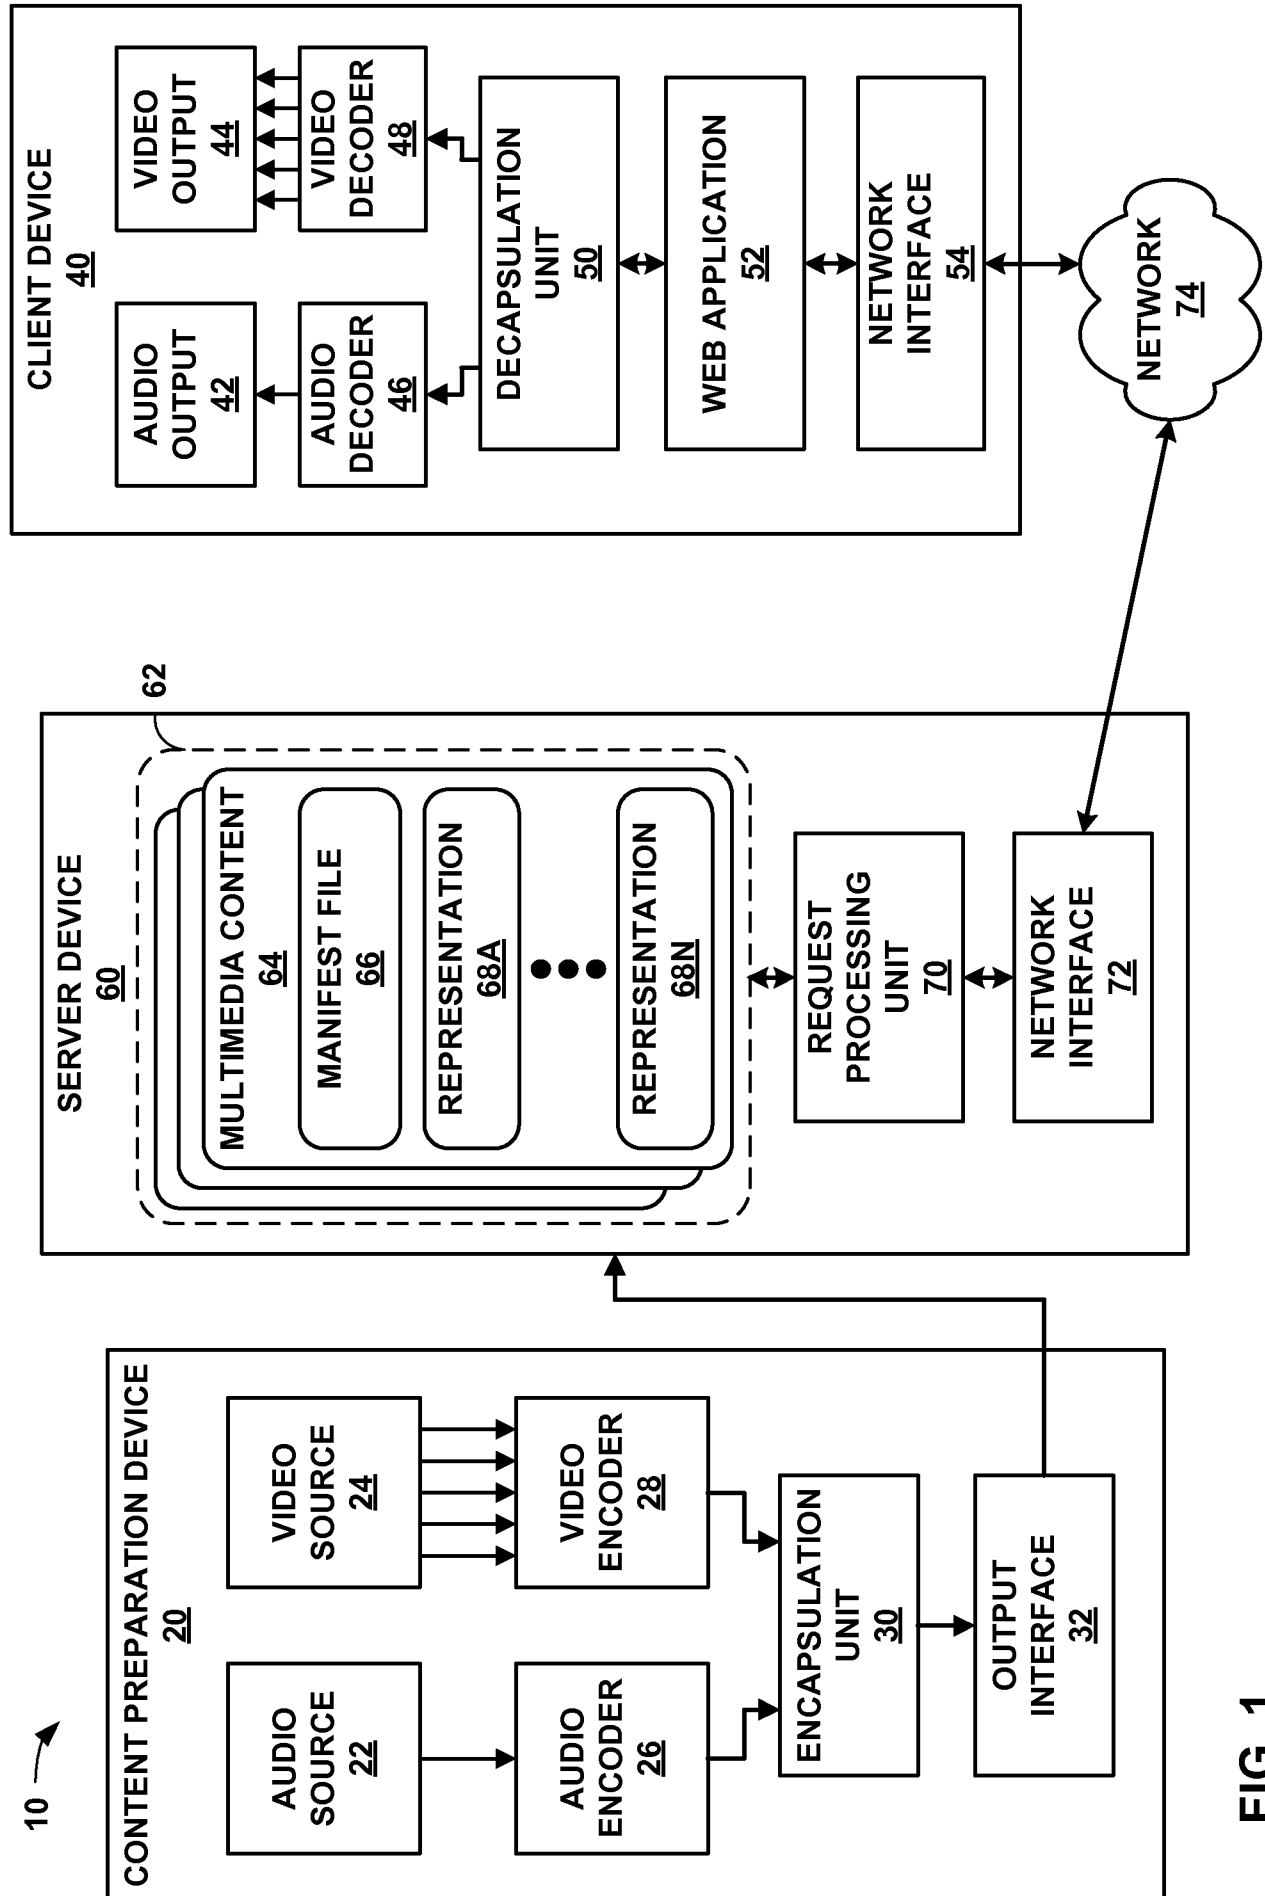 10
CONTENT PREPARATION DEVICE
20
AUDIO
SOURCE
22
VIDEO
SOURCE
24
AUDIO
ENCODER
26
VIDEO
ENCODER
28
ENCAPSULATION
UNIT
30
OUTPUT
INTERFACE
32
SERVER DEVICE
60
62
MULTIMEDIA CONTENT
64
MANIFEST FILE
66
REPRESENTATION
68A
REPRESENTATION
68N
REQUEST
PROCESSING
UNIT
70
NETWORK
INTERFACE
72
CLIENT DEVICE
40
AUDIO
OUTPUT
42
VIDEO
OUTPUT
44
AUDIO
DECODER
46
VIDEO
DECODER
48
DECAPSULATION
UNIT
50
WEB APPLICATION
52
NETWORK
INTERFACE
54
NETWORK
74
FIG. 1